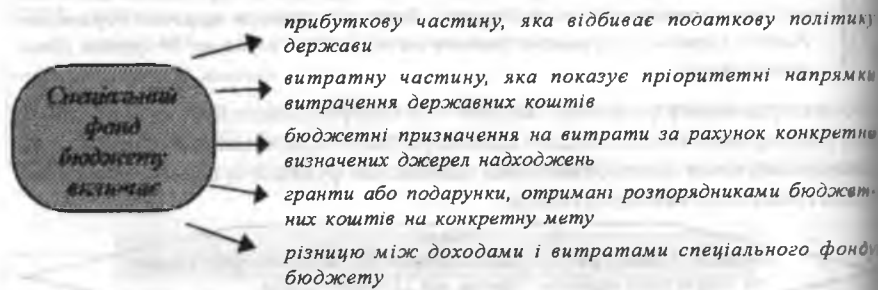 Спеціальний
фонд
бюджету
включає
прибуткову частину, яка відбиває податкову політику
держави
витратну частину, яка показує пріоритетні напрямки
витрачення державних коштів
бюджетні призначення на витрати за рахунок конкретно
визначених джерел надходжень
гранти або подарунки, отримані розпорядниками бюджет-
них коштів на конкретну мету
різницю між доходами і витратами спеціального фонду
бюджету